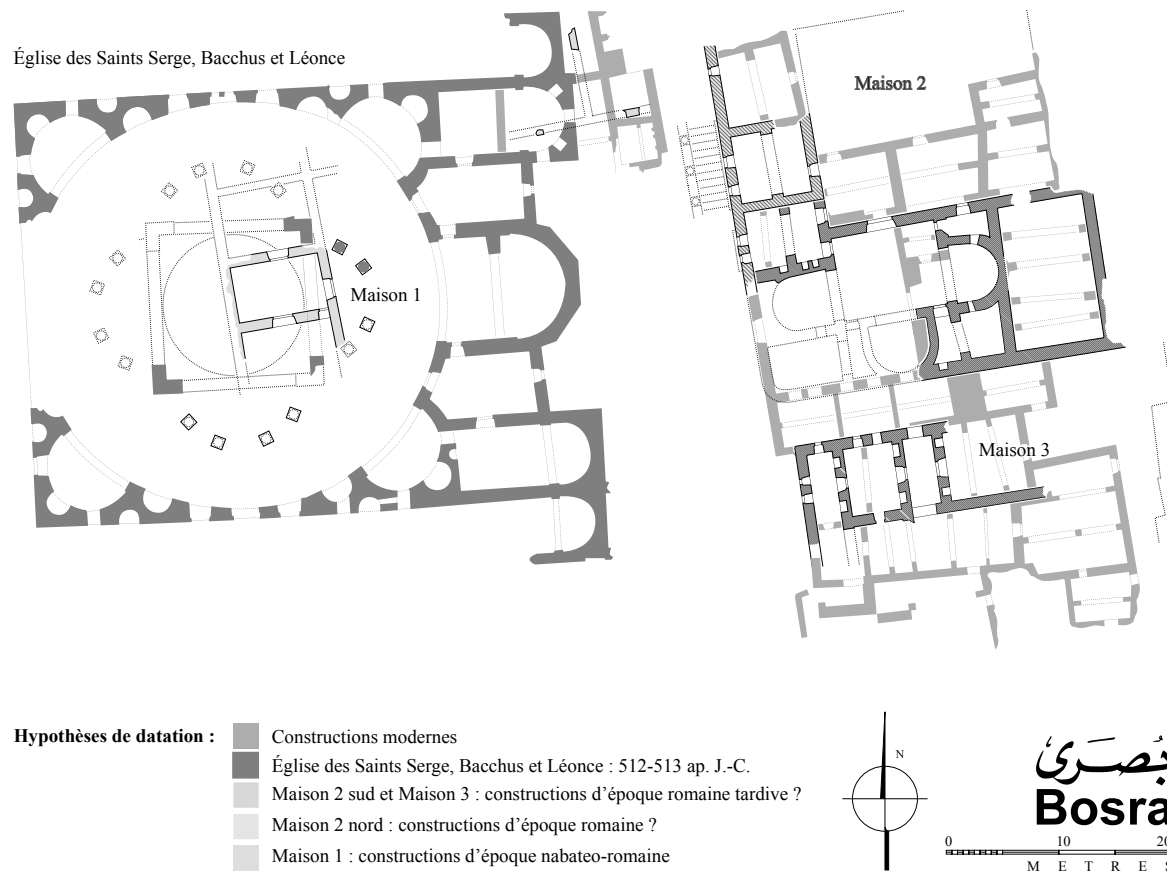 Église des Saints Serge, Bacchus et Léonce
Maison 2
Maison 1
Maison 3
Hypothèses de datation :
Constructions modernes
Église des Saints Serge, Bacchus et Léonce : 512-513 ap. J.-C.
Maison 2 sud et Maison 3 : constructions d'époque romaine tardive ?
Maison 2 nord : constructions d'époque romaine ?
Maison 1 : constructions d'époque nabateo-romaine
N
بُصرى
Bosra
0 10 20
M E T R E S